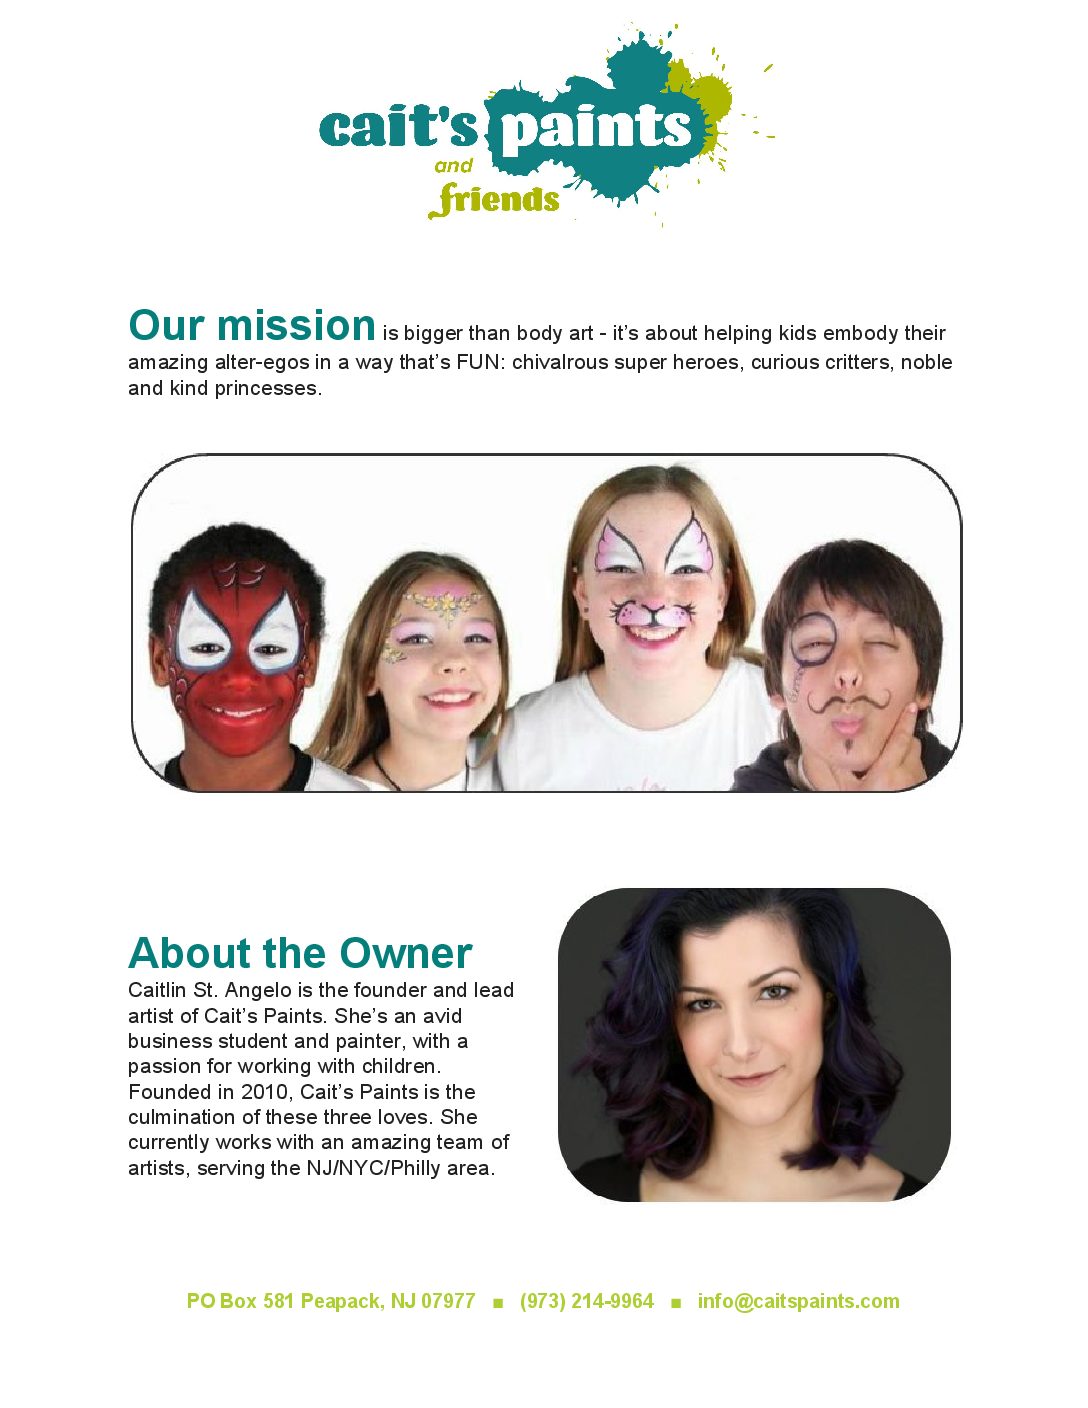 cait's paints
and
friends
Our mission is bigger than body art - it's about helping kids embody their
amazing alter-egos in a way that's FUN: chivalrous super heroes, curious critters, noble
and kind princesses.
About the Owner
Caitlin St. Angelo is the founder and lead
artist of Cait's Paints. She's an avid
business student and painter, with a
passion for working with children.
Founded in 2010, Cait's Paints is the
culmination of these three loves. She
currently works with an amazing team of
artists, serving the NJ/NYC/Philly area.
PO Box 581 Peapack, NJ 07977 ■ (973) 214-9964 ■ info@caitspaints.com